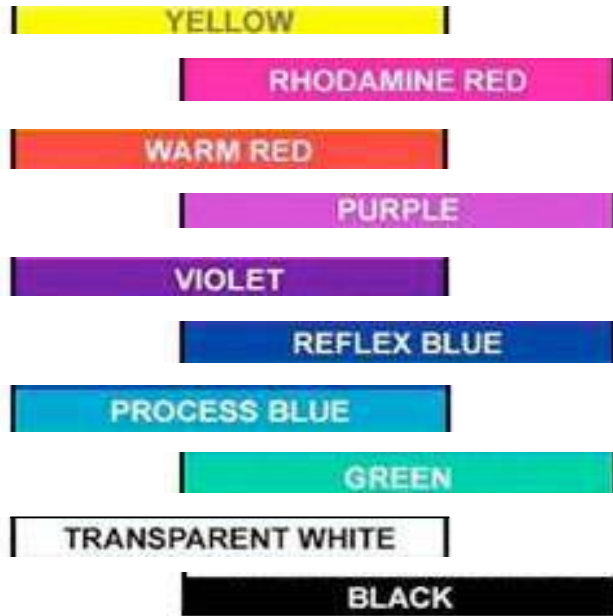 YELLOW
RHODAMINE RED
WARM RED
PURPLE
VIOLET
REFLEX BLUE
PROCESS BLUE
GREEN
TRANSPARENT WHITE
BLACK